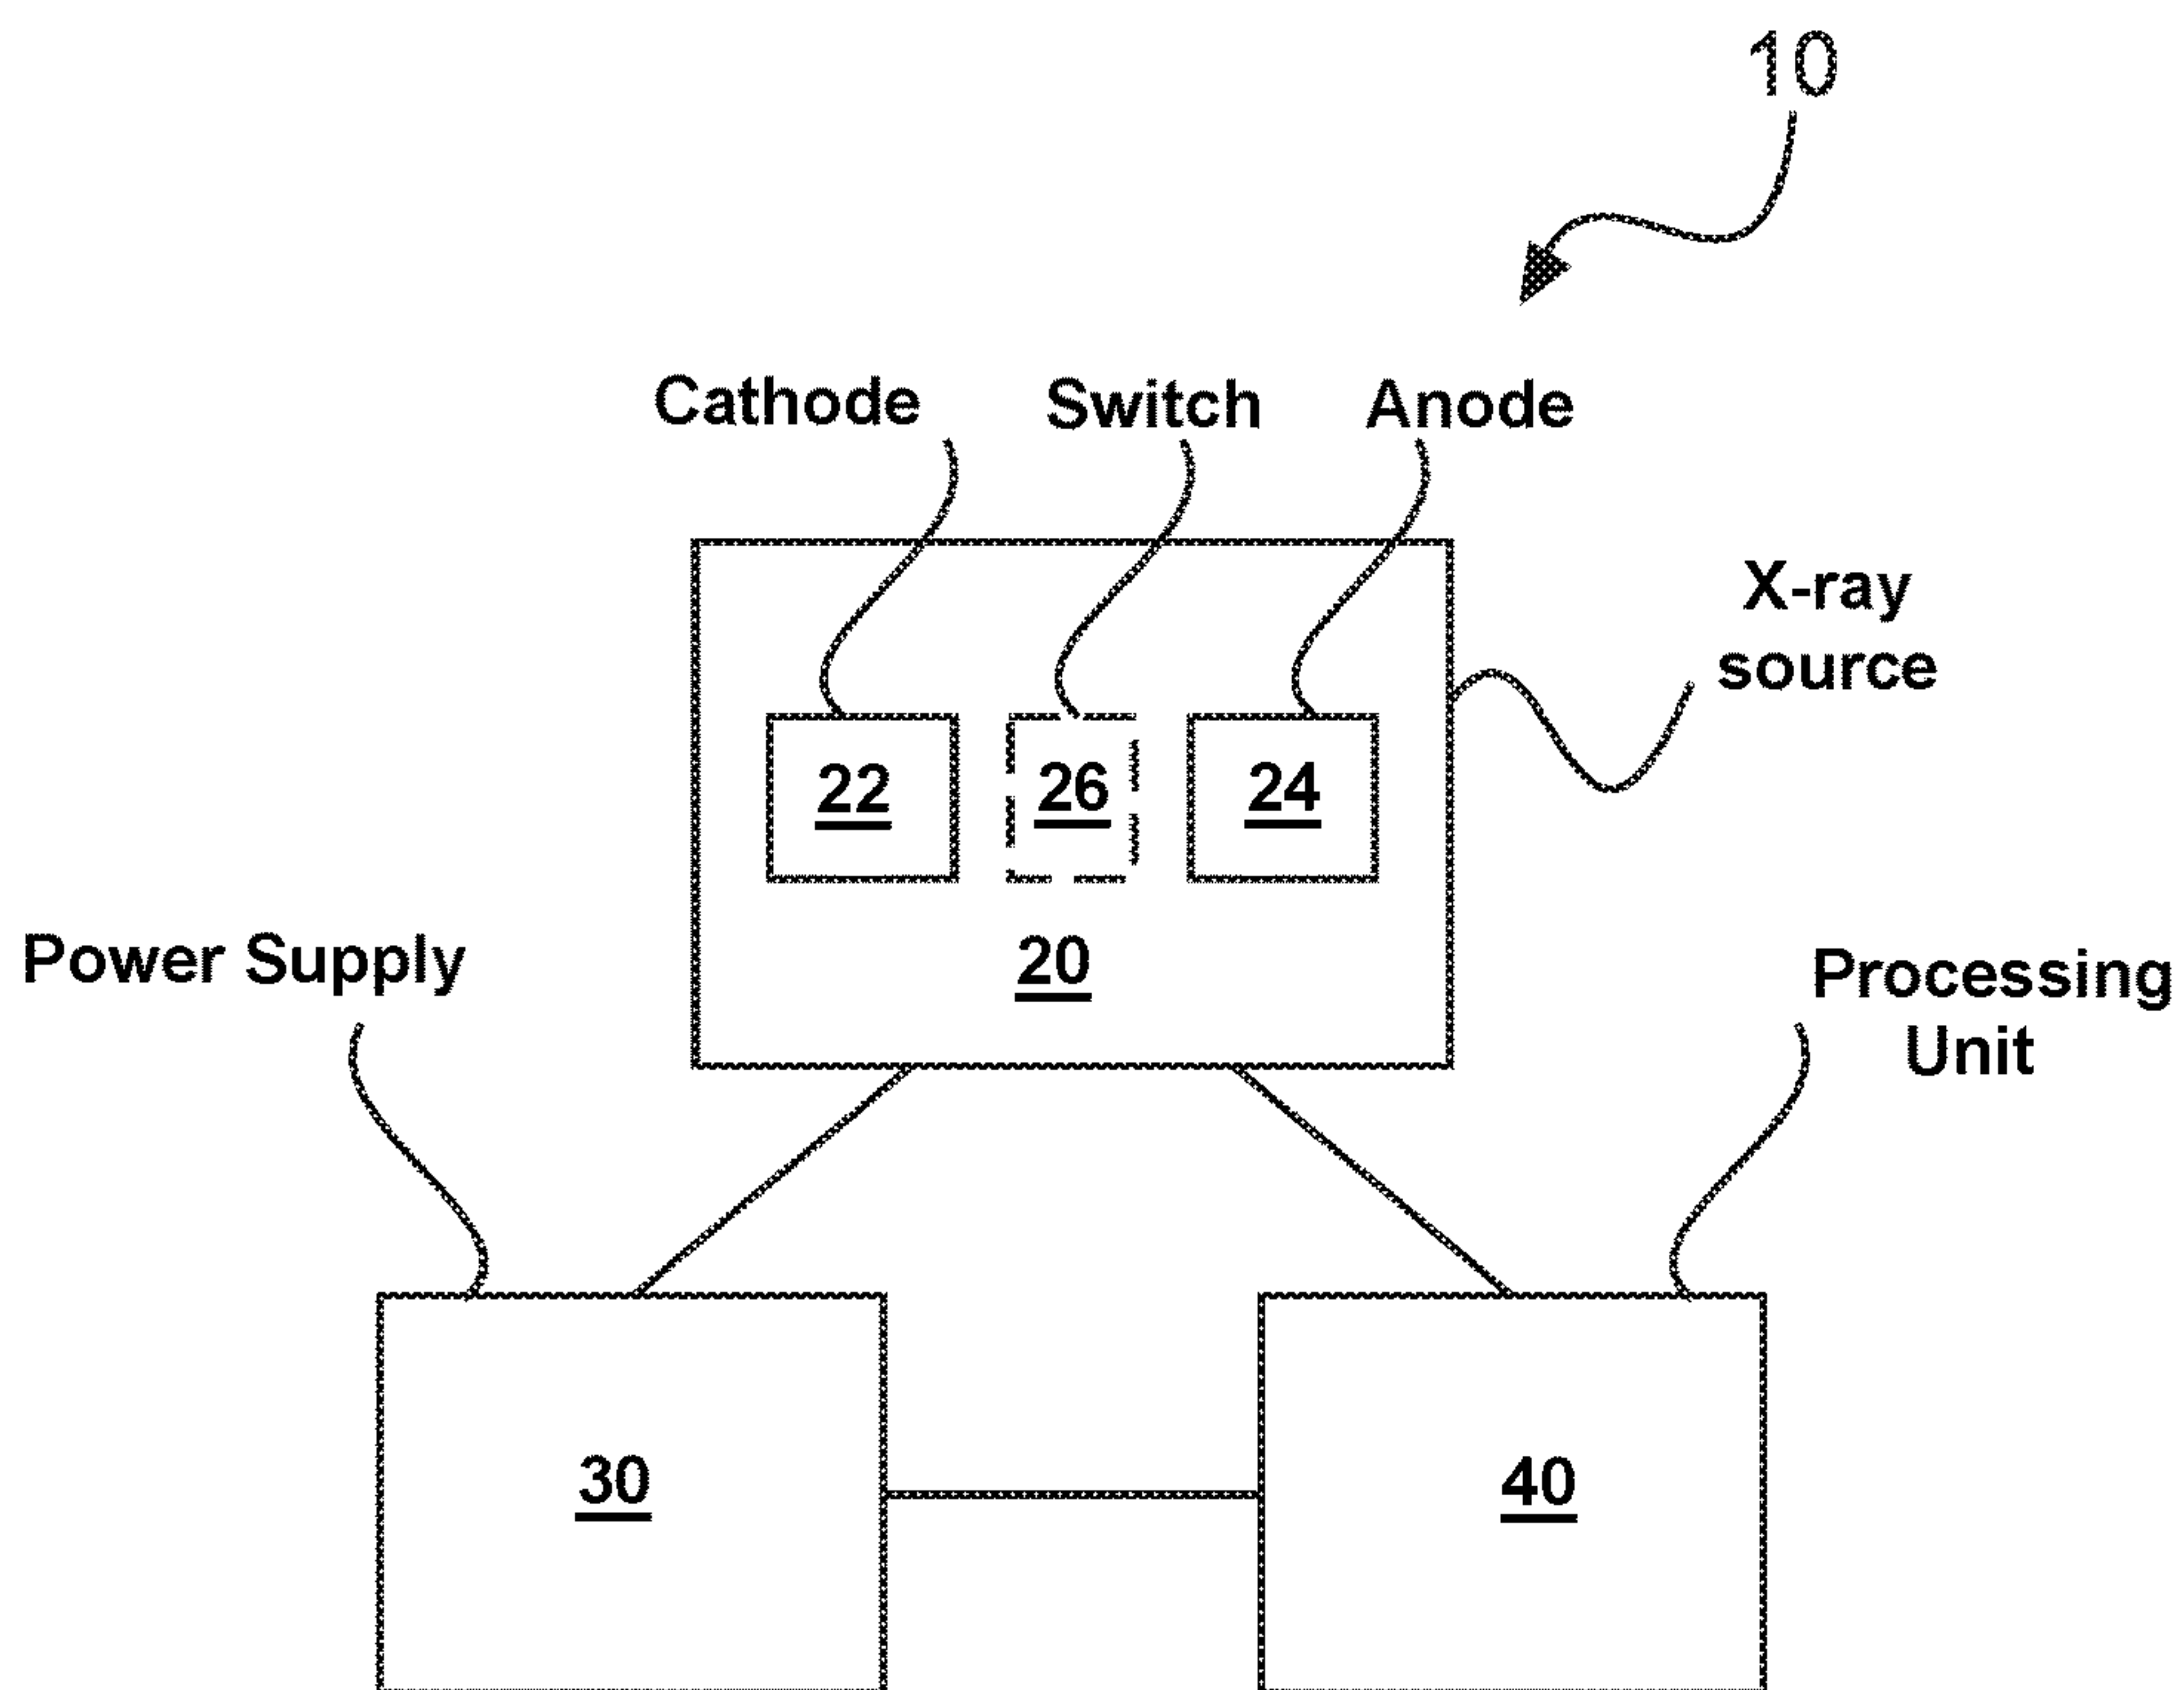 10
Cathode Switch Anode
X-ray
source
22 26 24
20
Power Supply
Processing
Unit
30 40